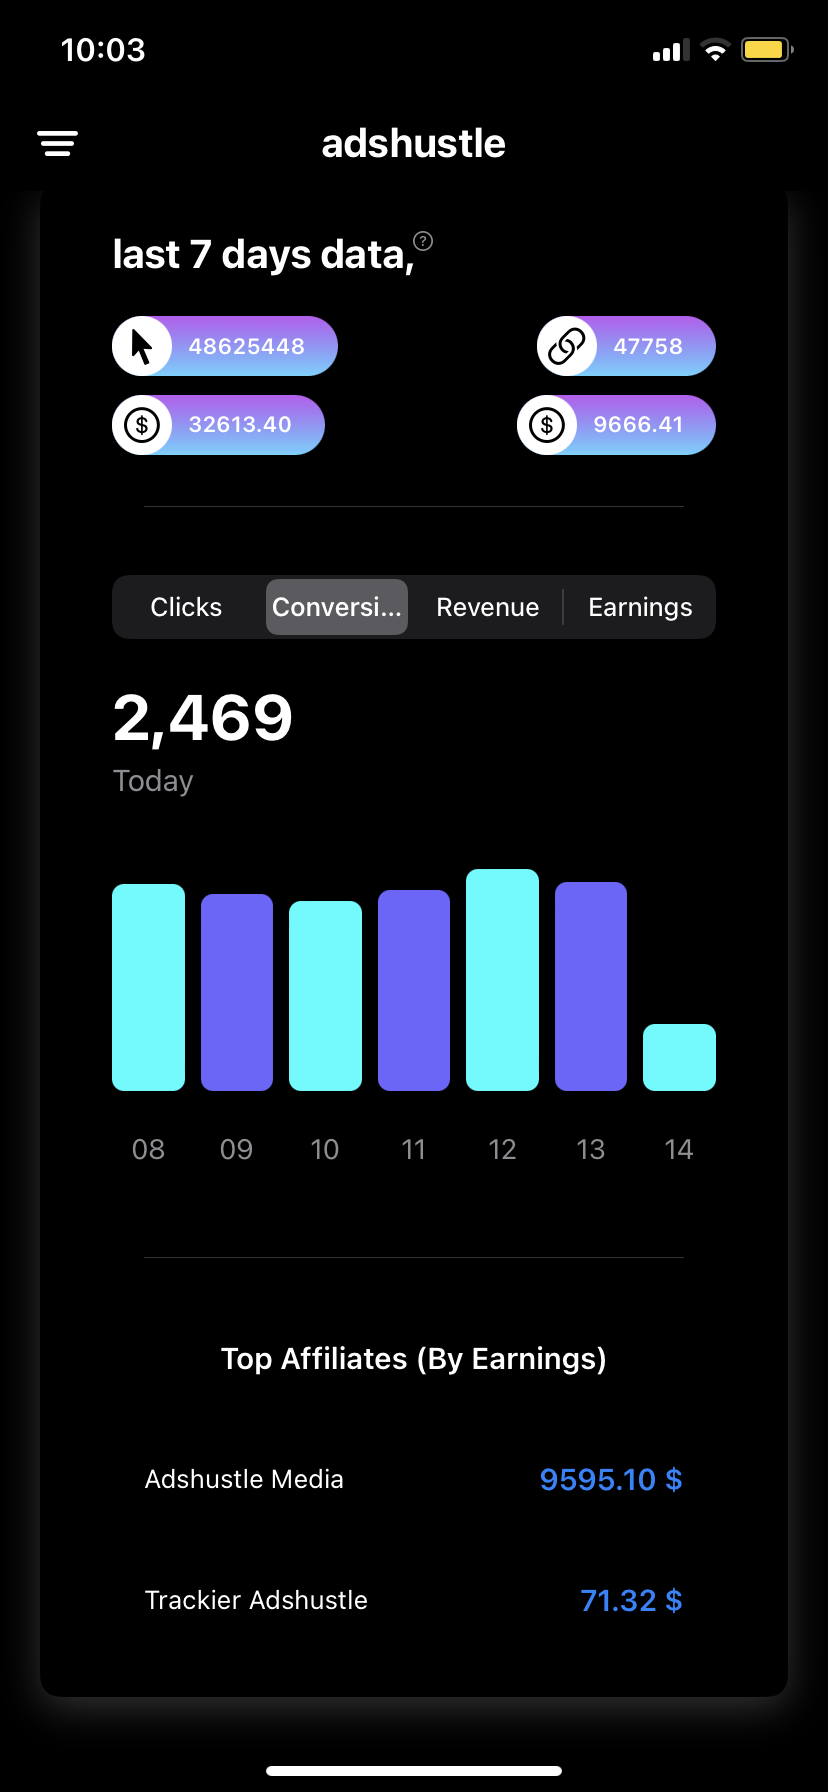 10:03
adshustle
last 7 days data,
?
48625448 47758
$ 32613.40 $ 9666.41
Clicks Conversi... Revenue Earnings
2,469
Today
08 09 10 11 12 13 14
Top Affiliates (By Earnings)
Adshustle Media 9595.10 $
Trackier Adshustle 71.32 $